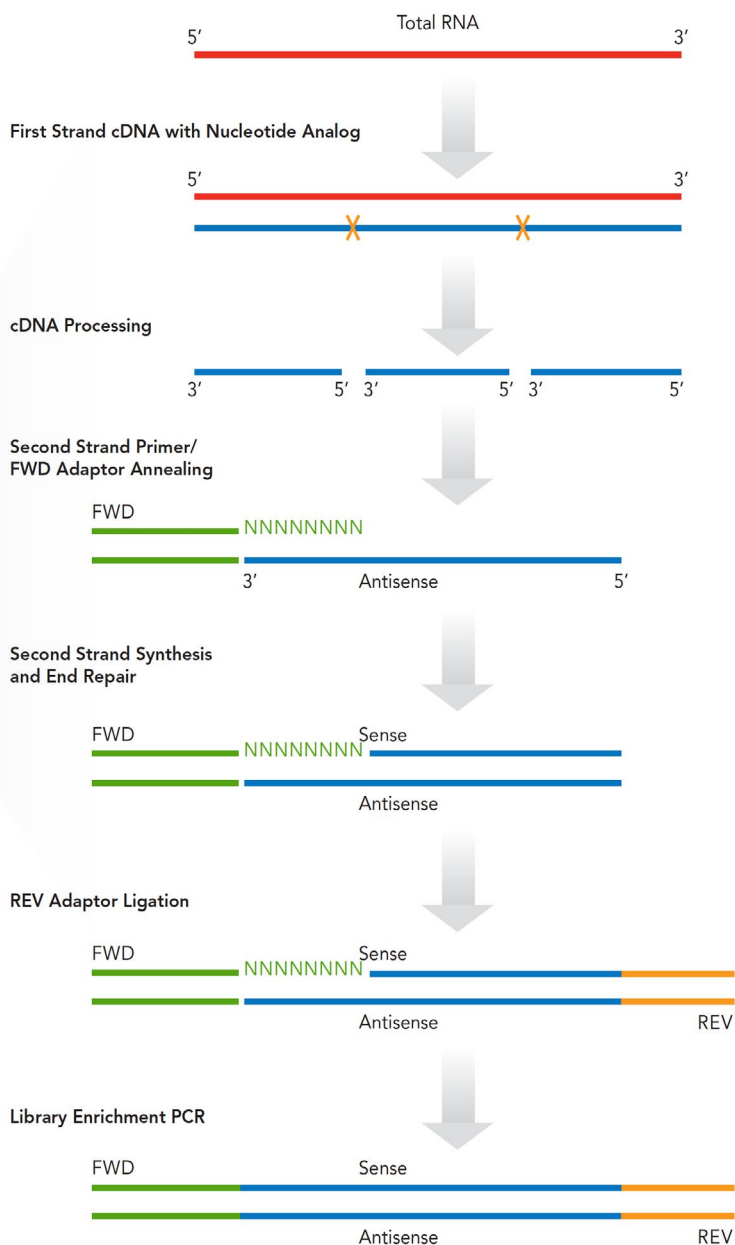 Total RNA
5′ 3′
First Strand cDNA with Nucleotide Analog
5′ 3′
X X
cDNA Processing
3′ 5′ 3′ 5′ 3′ 5′
Second Strand Primer/
FWD Adaptor Annealing
FWD
NNNNNNNN
3′ Antisense 5′
Second Strand Synthesis
and End Repair
FWD Sense
NNNNNNNN
Antisense
REV Adaptor Ligation
FWD Sense
NNNNNNNN
Antisense REV
Library Enrichment PCR
FWD Sense
Antisense REV